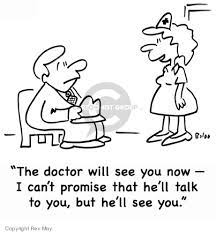 Baloo
"The doctor will see you now —
I can't promise that he'll talk
to you, but he'll see you."
Copyright Rex May